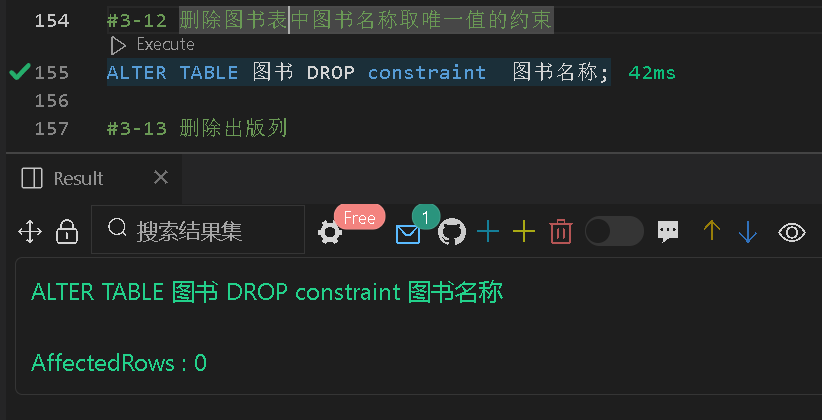 154 #3-12 删除图书表中图书名称取唯一值的约束
Execute
155 ALTER TABLE 图书 DROP constraint  图书名称; 42ms
156
157 #3-13 删除出版列
Result
搜索结果集 Free 1
ALTER TABLE 图书 DROP constraint 图书名称
AffectedRows : 0